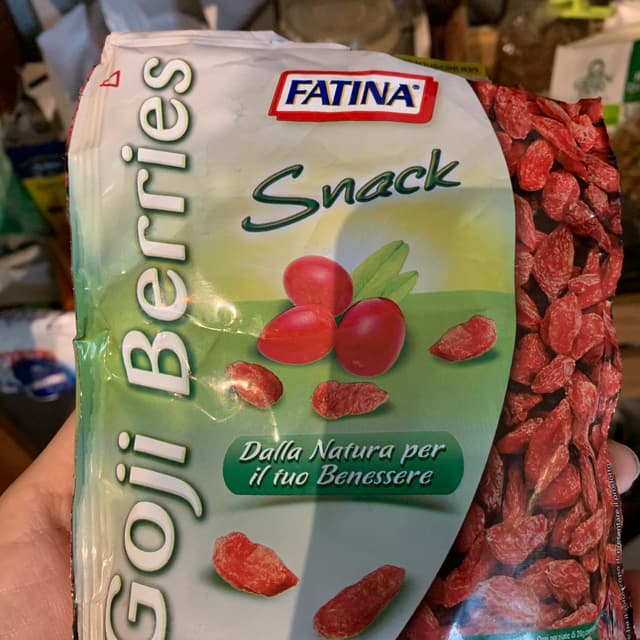 FATINA®
Snack
Goji Berries
Dalla Natura per
il tuo Benessere